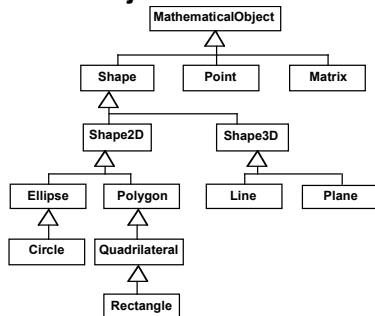 MathematicalObject
Shape Point Matrix
Shape2D Shape3D
Ellipse Polygon Line Plane
Circle Quadrilateral
Rectangle